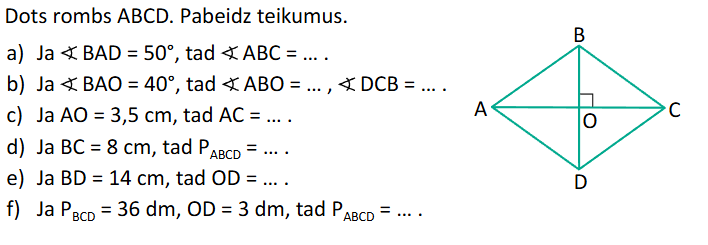 Dots rombs ABCD. Pabeidz teikumus.
a) Ja ∢ BAD = 50°, tad ∢ ABC = ... .
b) Ja ∢ BAO = 40°, tad ∢ ABO = ... , ∢ DCB = ... .
c) Ja AO = 3,5 cm, tad AC = ... .
d) Ja BC = 8 cm, tad P_ABCD = ... .
e) Ja BD = 14 cm, tad OD = ... .
f) Ja P_BCD = 36 dm, OD = 3 dm, tad P_ABCD = ... .
B
A
C
O
D